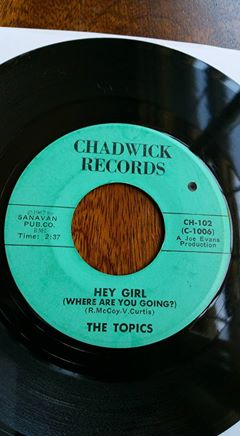 CHADWICK
RECORDS
SANAVAN
PUB.CO.
BMI
Time: 2:37
CH-102
(C-1006)
A Joe Evans
Production
HEY GIRL
(WHERE ARE YOU GOING?)
(R.McCoy-V.Curtis)
THE TOPICS